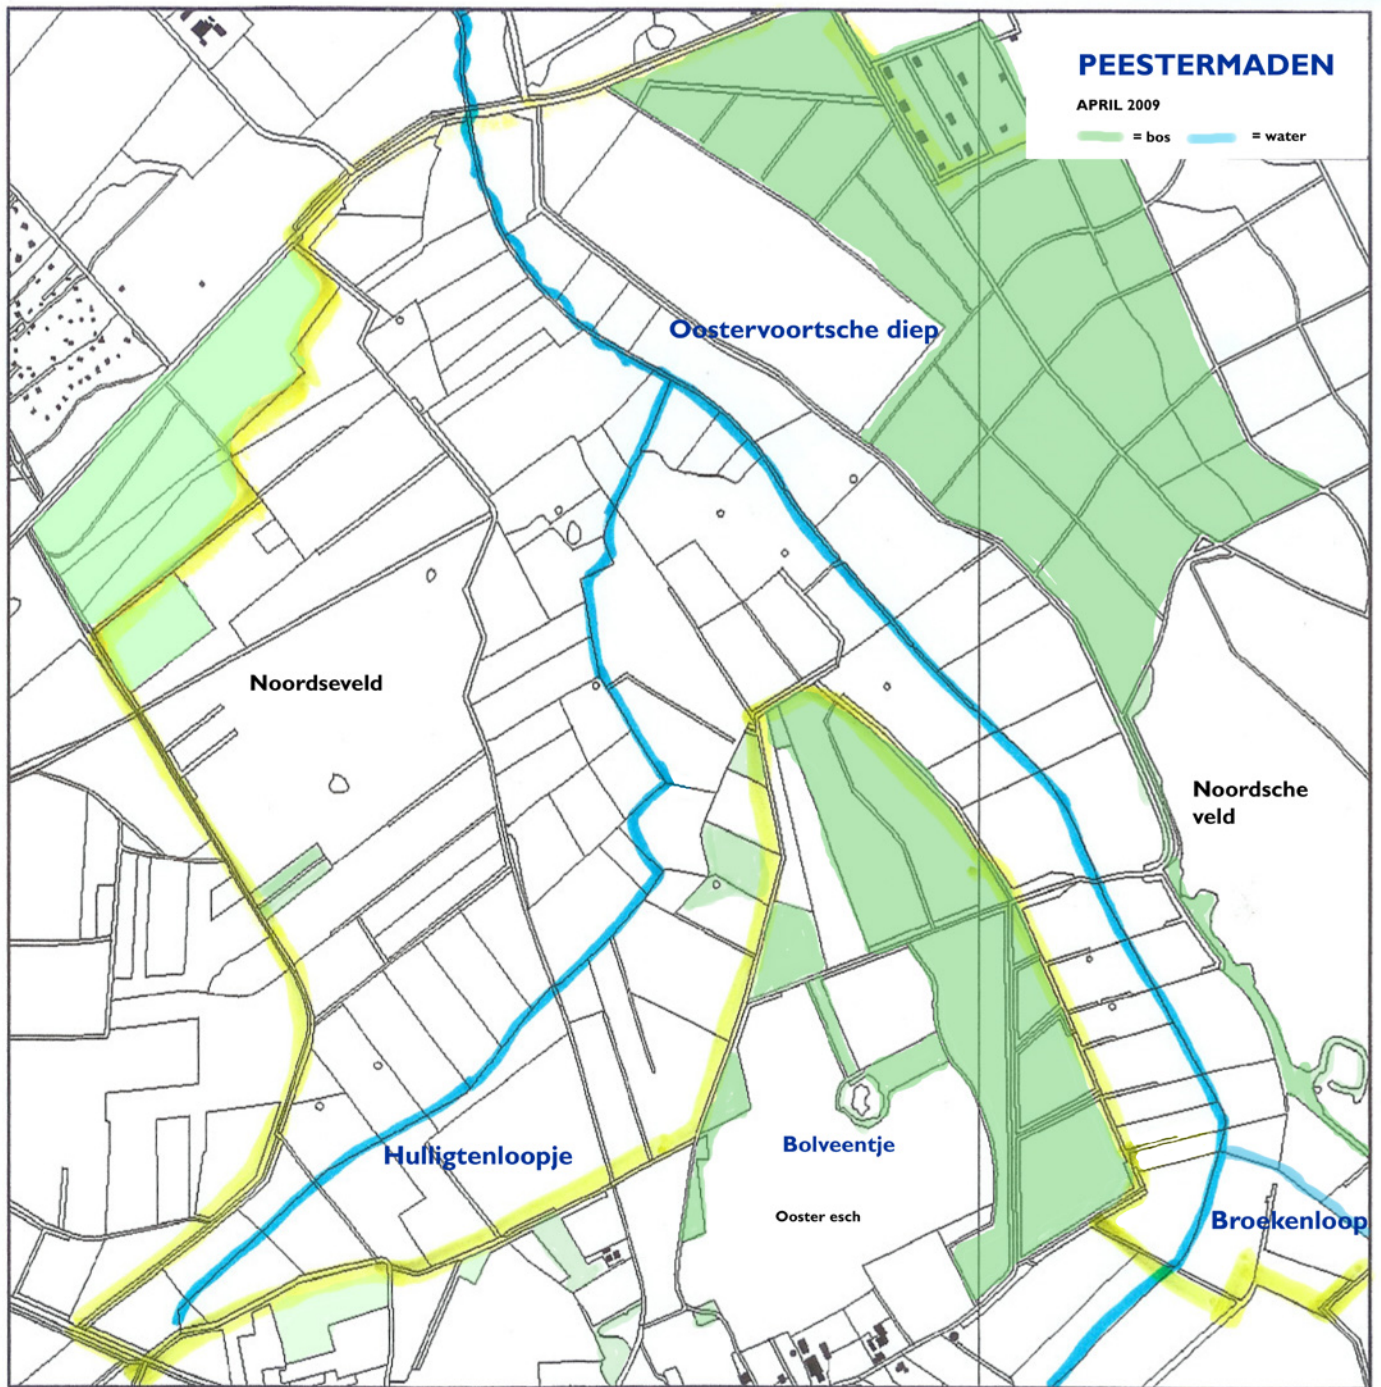 PEESTERMADEN
APRIL 2009
= bos = water
Oostervoortsche diep
Noordseveld
Noordsche
veld
Bolveentje
Hulligtenloopje
Ooster esch
Broekenloop